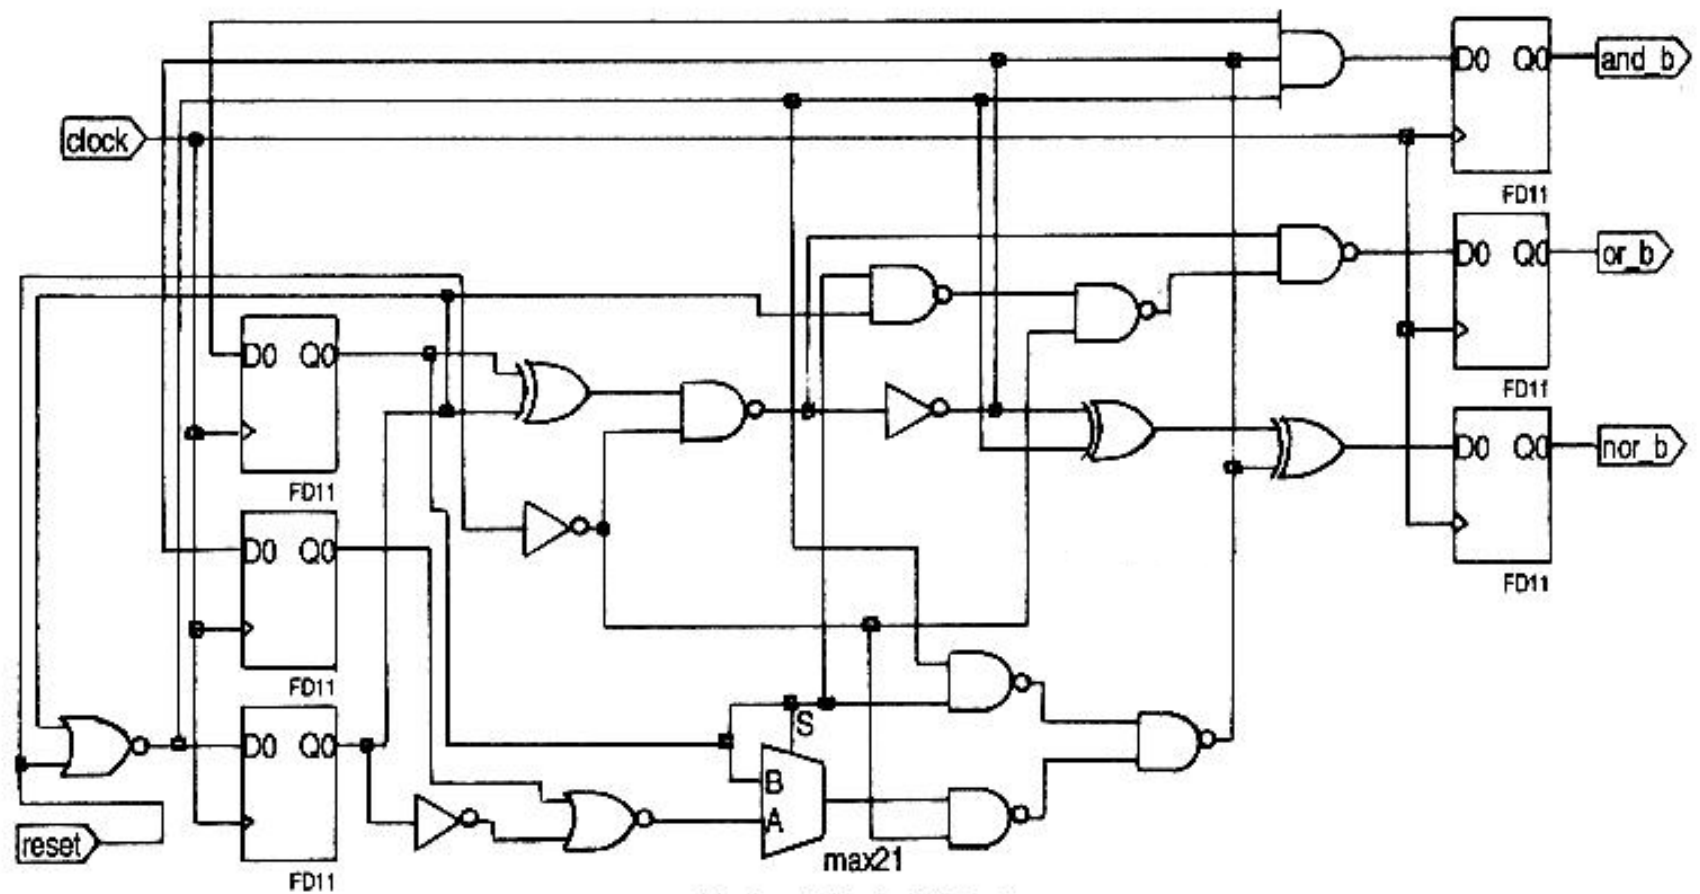 D0 Q0 and_b
clock
FD11
D0 Q0 or_b
D0 Q0
FD11
D0 Q0 nor_b
FD11
D0 Q0
FD11
FD11
S
D0 Q0
B
A
reset
max21
FD11